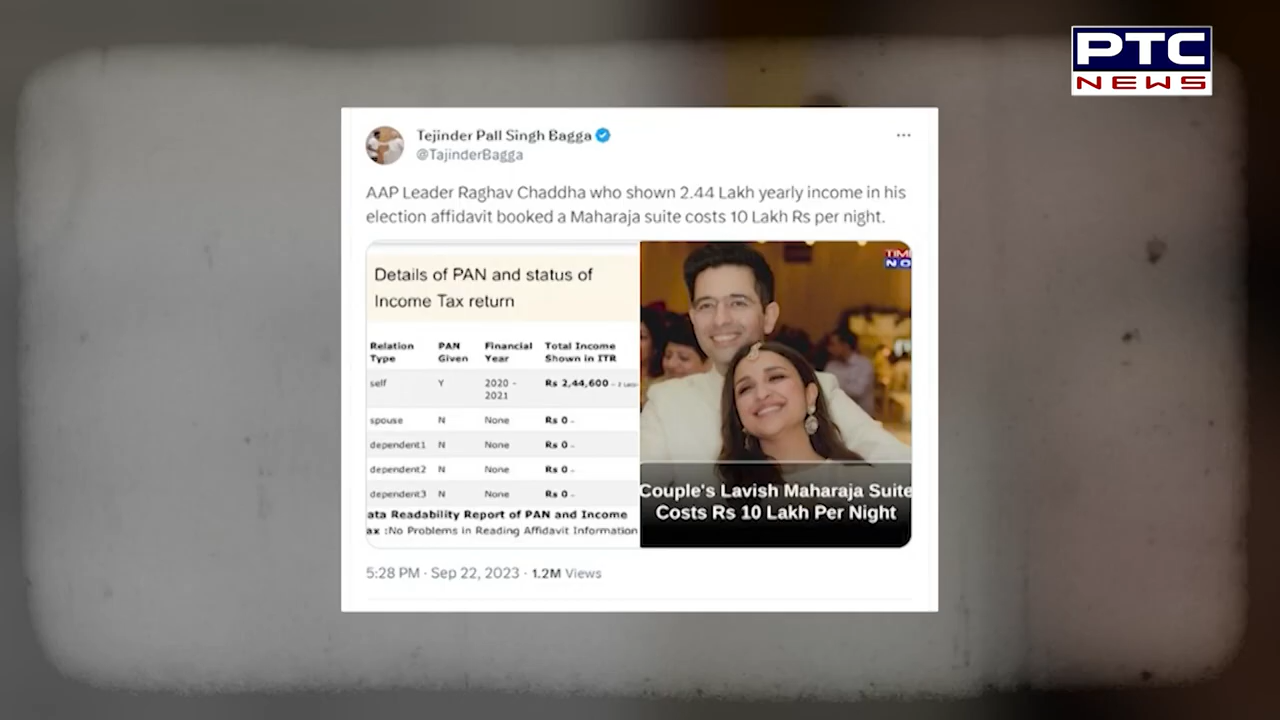 PTC
NEWS
Tejinder Pall Singh Bagga
@TajinderBagga
AAP Leader Raghav Chaddha who shown 2.44 Lakh yearly income in his
election affidavit booked a Maharaja suite costs 10 Lakh Rs per night.
Details of PAN and status of
Income Tax return
Relation Type PAN Given Financial Year Total Income Shown in ITR
self Y 2020 - 2021 Rs 2,44,600 ~
spouse N None Rs 0 ~
dependent1 N None Rs 0 ~
dependent2 N None Rs 0 ~
dependent3 N None Rs 0 ~
ata Readability Report of PAN and Income
ax :No Problems in Reading Affidavit Information
TIM
NO
Couple's Lavish Maharaja Suite
Costs Rs 10 Lakh Per Night
5:28 PM · Sep 22, 2023 · 1.2M Views